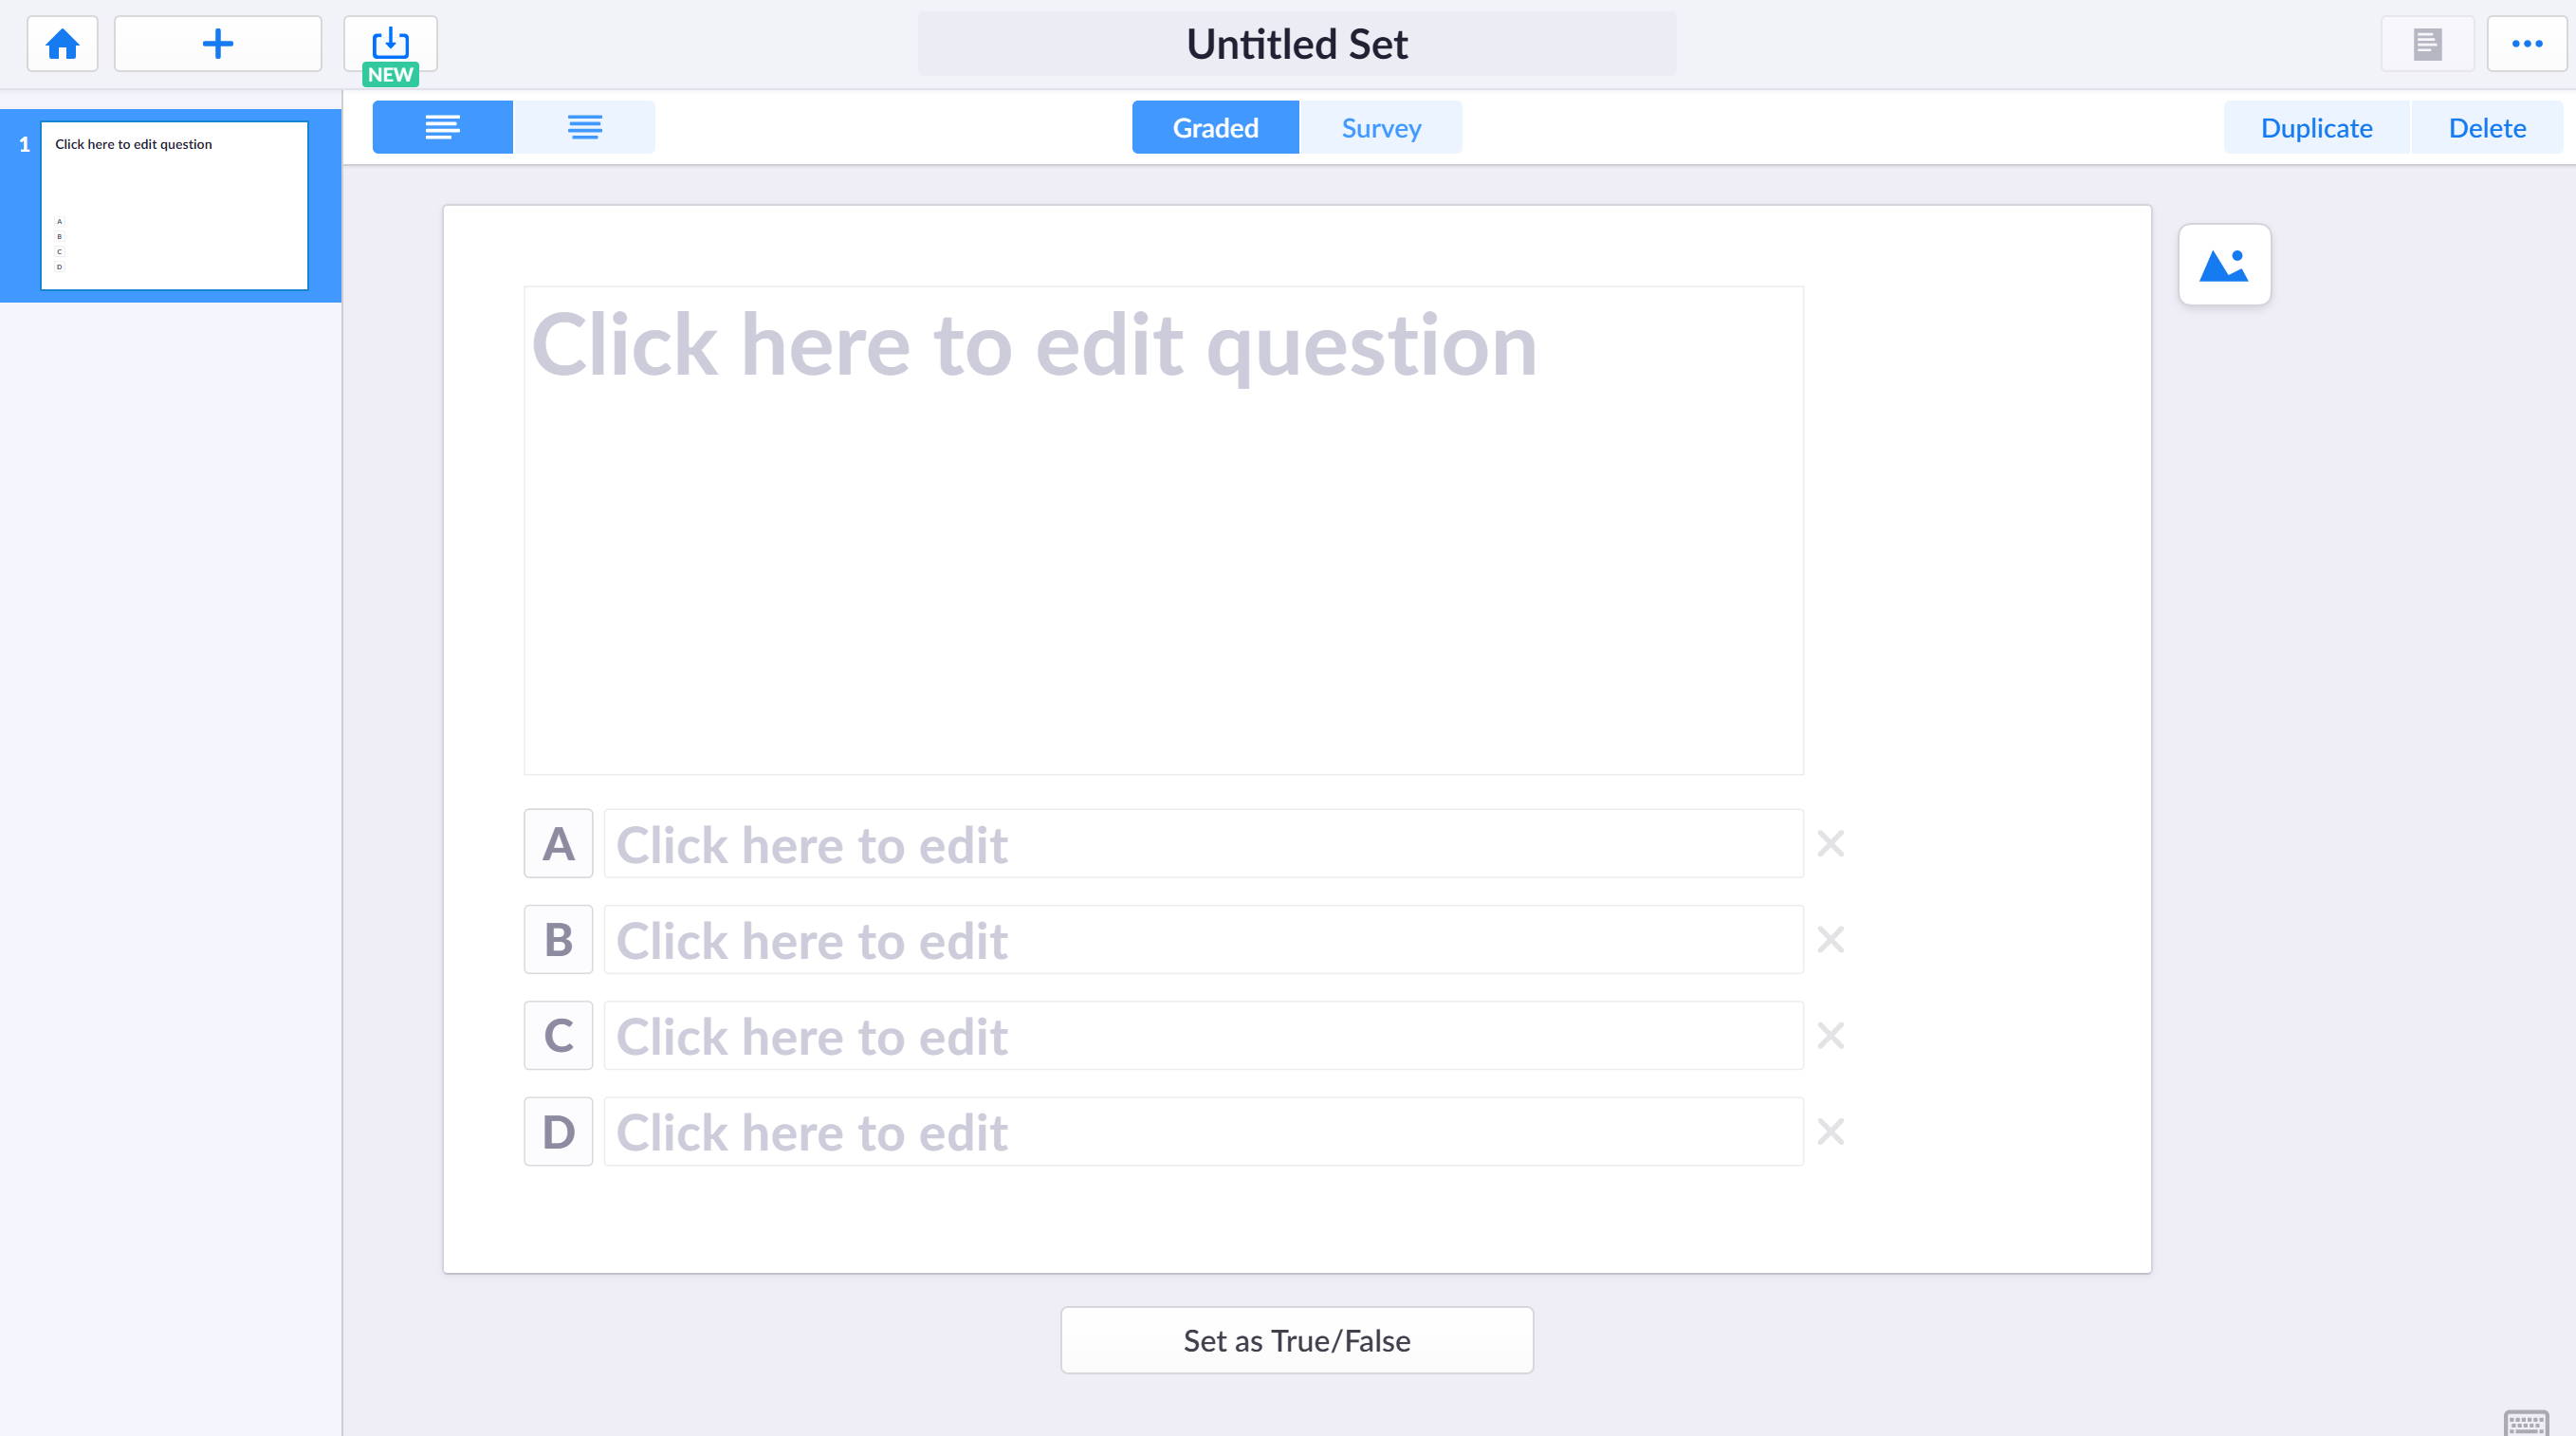 Untitled Set
NEW
Graded
Survey
Duplicate
Delete
1
Click here to edit question
A
B
C
D
Click here to edit question
A Click here to edit
B Click here to edit
C Click here to edit
D Click here to edit
Set as True/False